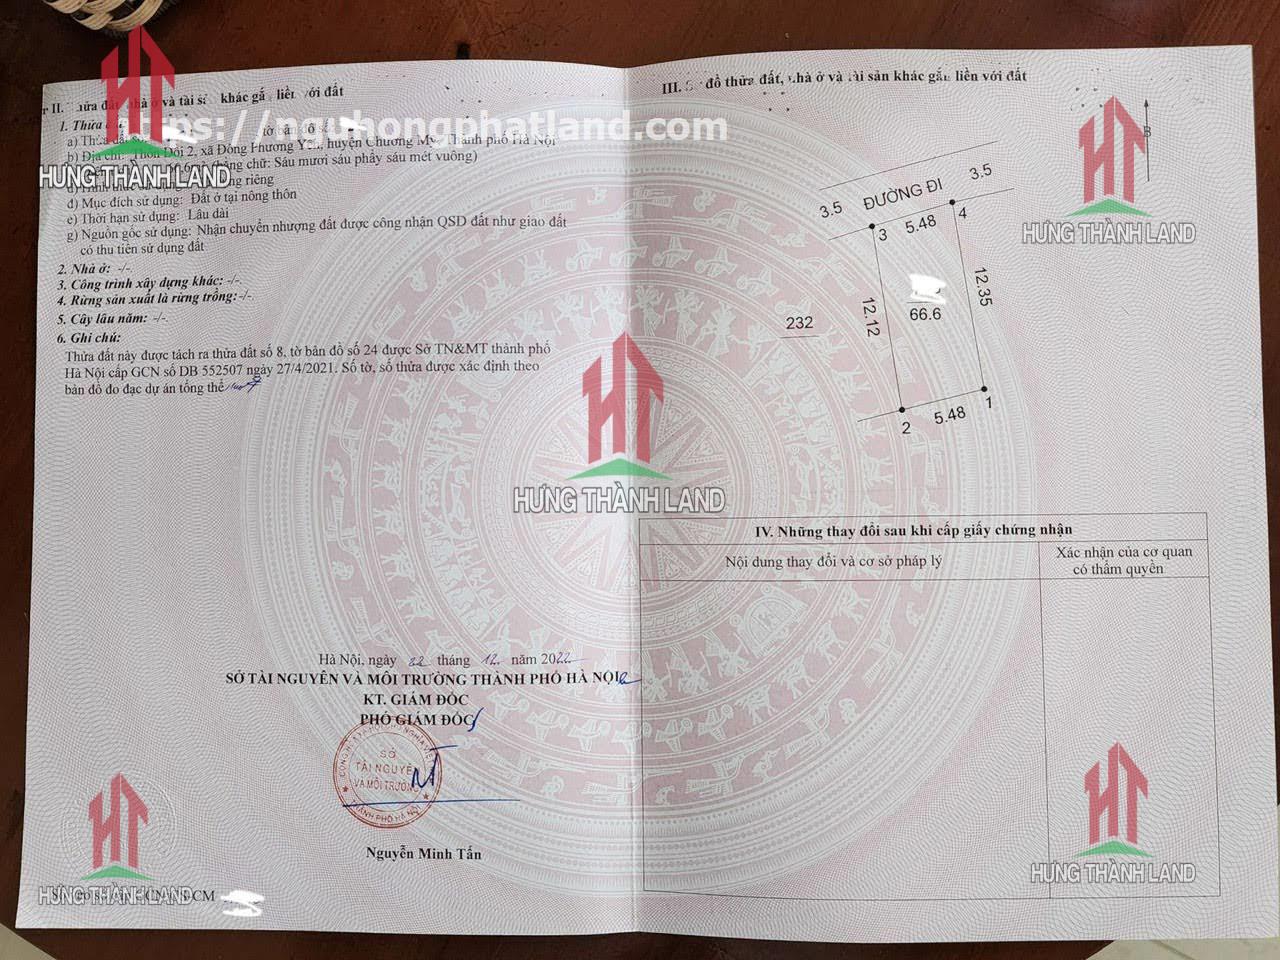 II. Thửa đất, nhà ở và tài sản khác gắn liền với đất
1. Thửa đất:
a) Thửa đất số: tờ bản đồ số:
https://nguhongphatland.com
b) Địa chỉ: Thôn Đôi 2, xã Đông Phương Yên, huyện Chương Mỹ, Thành phố Hà Nội
(bằng chữ: Sáu mươi sáu phẩy sáu mét vuông)
riêng
đ) Mục đích sử dụng: Đất ở tại nông thôn
e) Thời hạn sử dụng: Lâu dài
g) Nguồn gốc sử dụng: Nhận chuyển nhượng đất được công nhận QSD đất như giao đất
có thu tiền sử dụng đất
2. Nhà ở: -/-
3. Công trình xây dựng khác: -/-
4. Rừng sản xuất là rừng trồng: -/-
5. Cây lâu năm: -/-
6. Ghi chú:
Thửa đất này được tách ra thửa đất số 8, tờ bản đồ số 24 được Sở TN&MT thành phố
Hà Nội cấp GCN số DB 552507 ngày 27/4/2021. Số tờ, số thửa được xác định theo
bản đồ đo đạc dự án tổng thể
Hà Nội, ngày 22 tháng 12 năm 2022
SỞ TÀI NGUYÊN VÀ MÔI TRƯỜNG THÀNH PHỐ HÀ NỘI
KT. GIÁM ĐỐC
PHÓ GIÁM ĐỐC
SỞ
TÀI NGUYÊN
VÀ MÔI TRƯỜNG
THÀNH PHỐ HÀ NỘI
Nguyễn Minh Tấn
III. Sơ đồ thửa đất, nhà ở và tài sản khác gắn liền với đất
B
3.5 ĐƯỜNG ĐI 3.5
3 5.48 4
12.12 12.35
66.6
232
2 5.48 1
IV. Những thay đổi sau khi cấp giấy chứng nhận
Nội dung thay đổi và cơ sở pháp lý
Xác nhận của cơ quan
có thẩm quyền
HƯNG THÀNH LAND
HƯNG THÀNH LAND
HƯNG THÀNH LAND
HƯNG THÀNH LAND
HƯNG THÀNH LAND